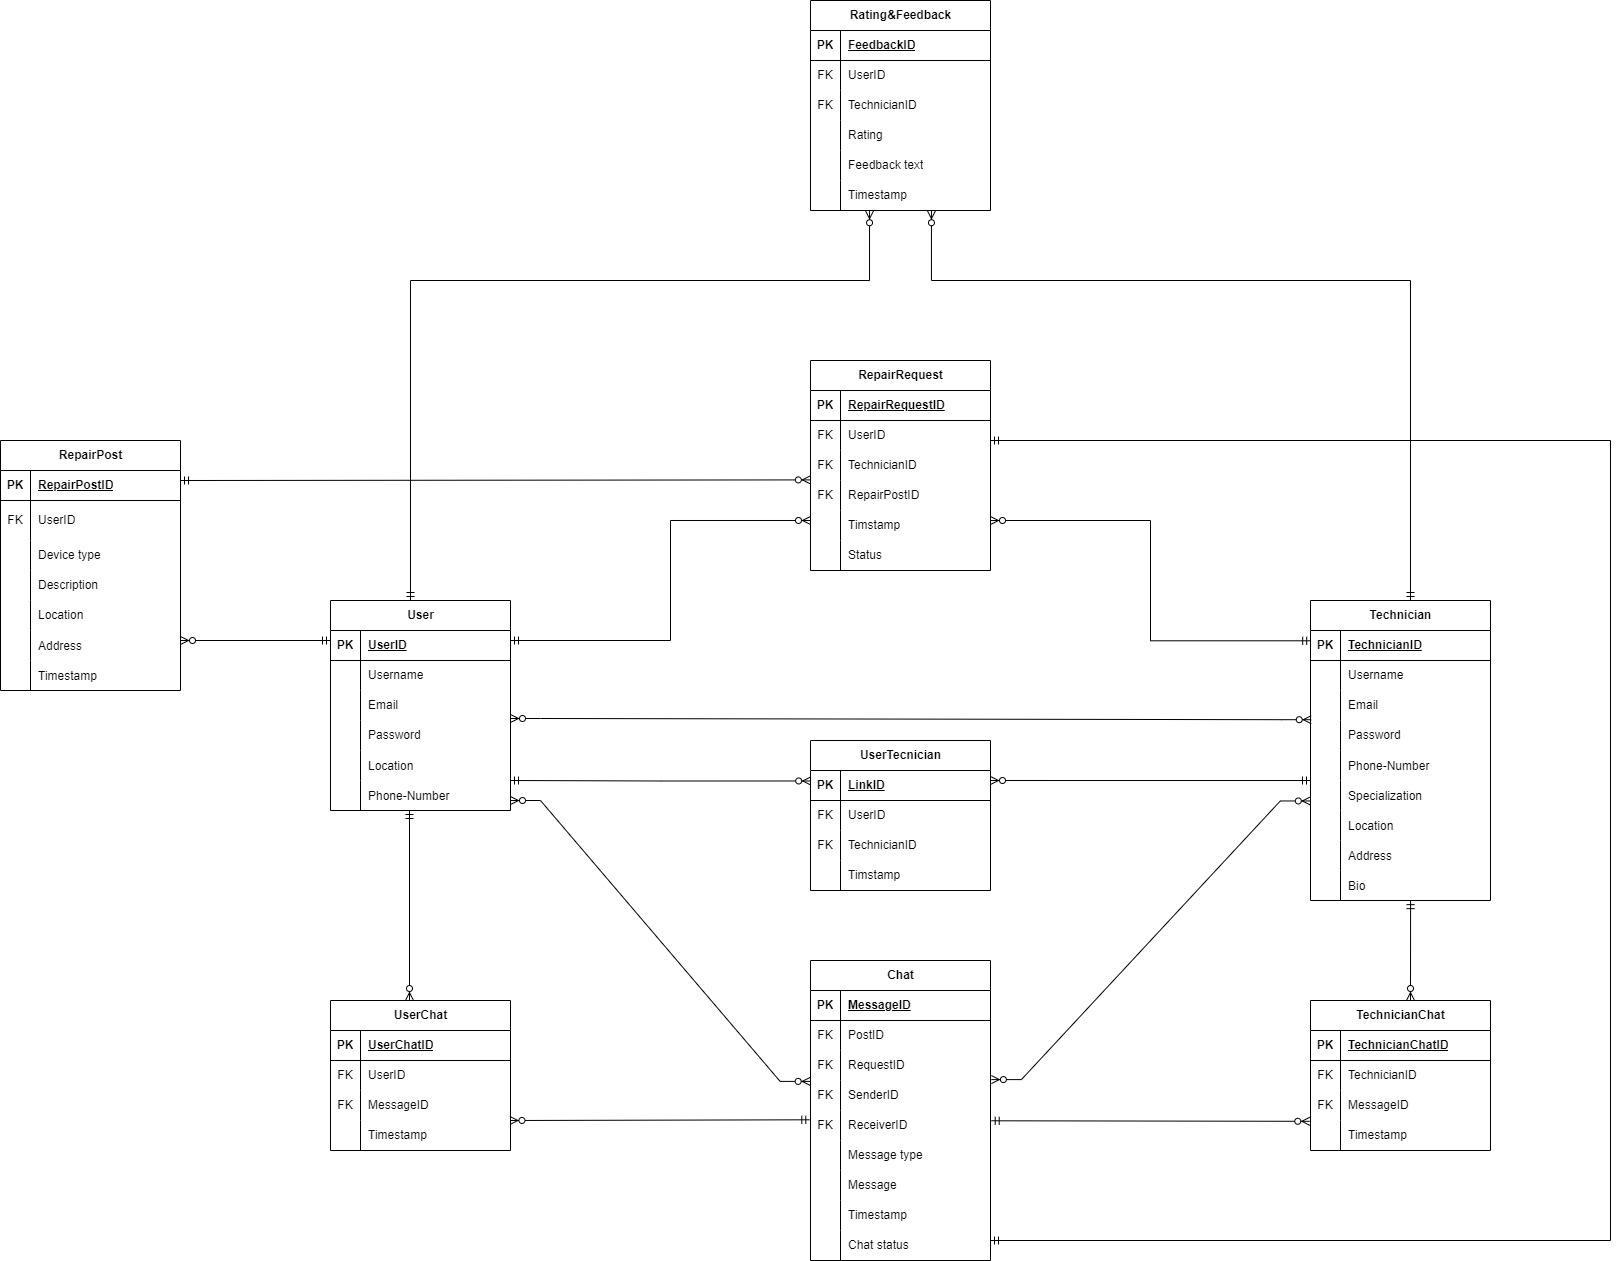 Rating&Feedback
PK FeedbackID
FK UserID
FK TechnicianID
Rating
Feedback text
Timestamp
RepairRequest
PK RepairRequestID
FK UserID
FK TechnicianID
FK RepairPostID
Timstamp
Status
RepairPost
PK RepairPostID
FK UserID
Device type
Description
Location
Address
Timestamp
User
PK UserID
Username
Email
Password
Location
Phone-Number
Technician
PK TechnicianID
Username
Email
Password
Phone-Number
Specialization
Location
Address
Bio
UserTecnician
PK LinkID
FK UserID
FK TechnicianID
Timstamp
Chat
PK MessageID
FK PostID
FK RequestID
FK SenderID
FK ReceiverID
Message type
Message
Timestamp
Chat status
UserChat
PK UserChatID
FK UserID
FK MessageID
Timestamp
TechnicianChat
PK TechnicianChatID
FK TechnicianID
FK MessageID
Timestamp